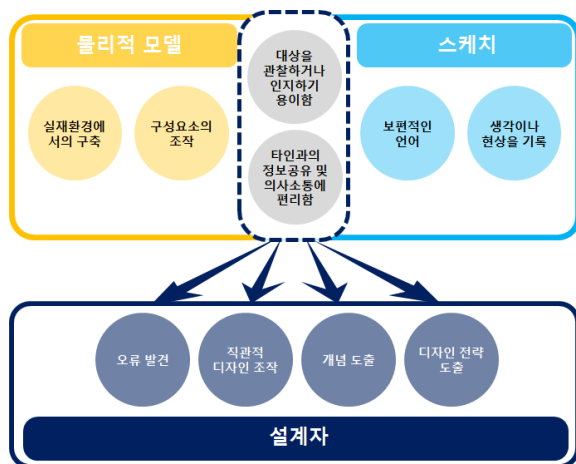 물리적 모델
스케치
대상을
관찰하거나
인지하기
용이함
실재환경에
서의 구축
구성요소의
조작
보편적인
언어
생각이나
현상을 기록
타인과의
정보공유 및
의사소통에
편리함
오류 발견
직관적
디자인 조작
개념 도출
디자인 전략
도출
설계자